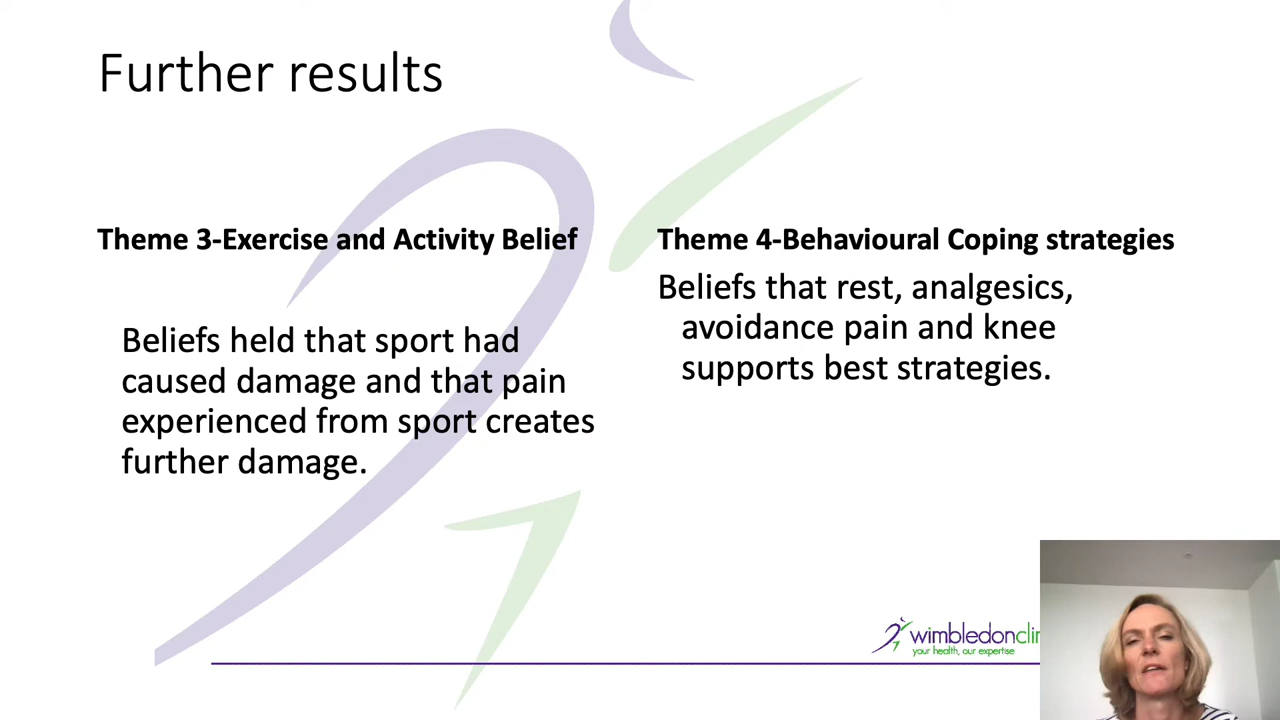 Further results
Theme 3-Exercise and Activity Belief
Beliefs held that sport had
caused damage and that pain
experienced from sport creates
further damage.
Theme 4-Behavioural Coping strategies
Beliefs that rest, analgesics,
avoidance pain and knee
supports best strategies.
wimbledonclin
your health, our expertise